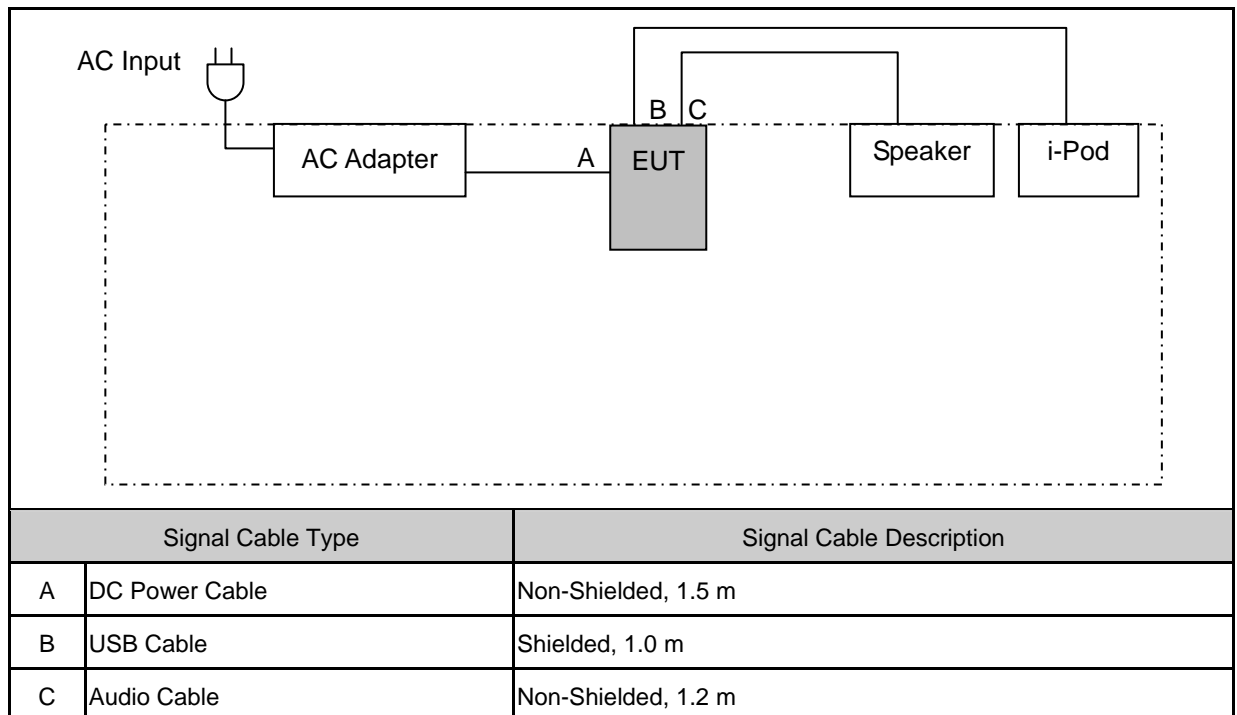 AC Input
B C
AC Adapter
A
EUT
Speaker
i-Pod
Signal Cable Type Signal Cable Description
A DC Power Cable Non-Shielded, 1.5 m
B USB Cable Shielded, 1.0 m
C Audio Cable Non-Shielded, 1.2 m